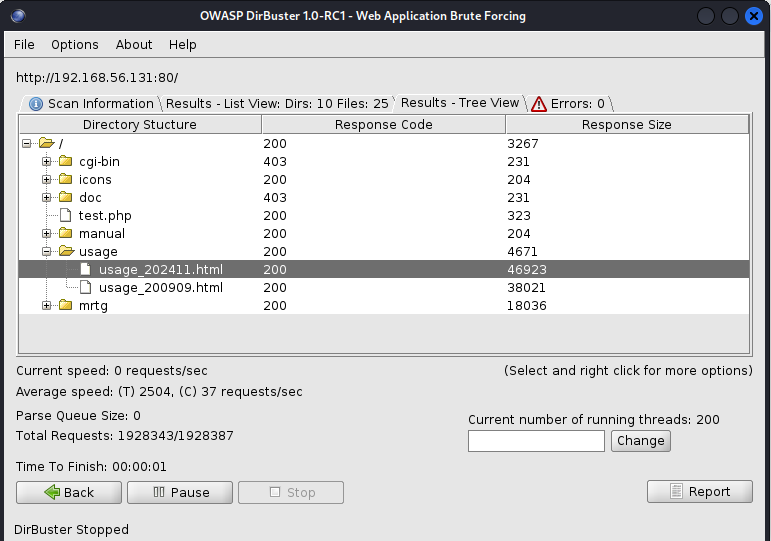 OWASP DirBuster 1.0-RC1 - Web Application Brute Forcing
File Options About Help
http://192.168.56.131:80/
Scan Information Results - List View: Dirs: 10 Files: 25 Results - Tree View Errors: 0
Directory Stucture Response Code Response Size
/ 200 3267
cgi-bin 403 231
icons 200 204
doc 403 231
test.php 200 323
manual 200 204
usage 200 4671
usage_202411.html 200 46923
usage_200909.html 200 38021
mrtg 200 18036
Current speed: 0 requests/sec (Select and right click for more options)
Average speed: (T) 2504, (C) 37 requests/sec
Parse Queue Size: 0 Current number of running threads: 200
Total Requests: 1928343/1928387 Change
Time To Finish: 00:00:01
Back Pause Stop Report
DirBuster Stopped